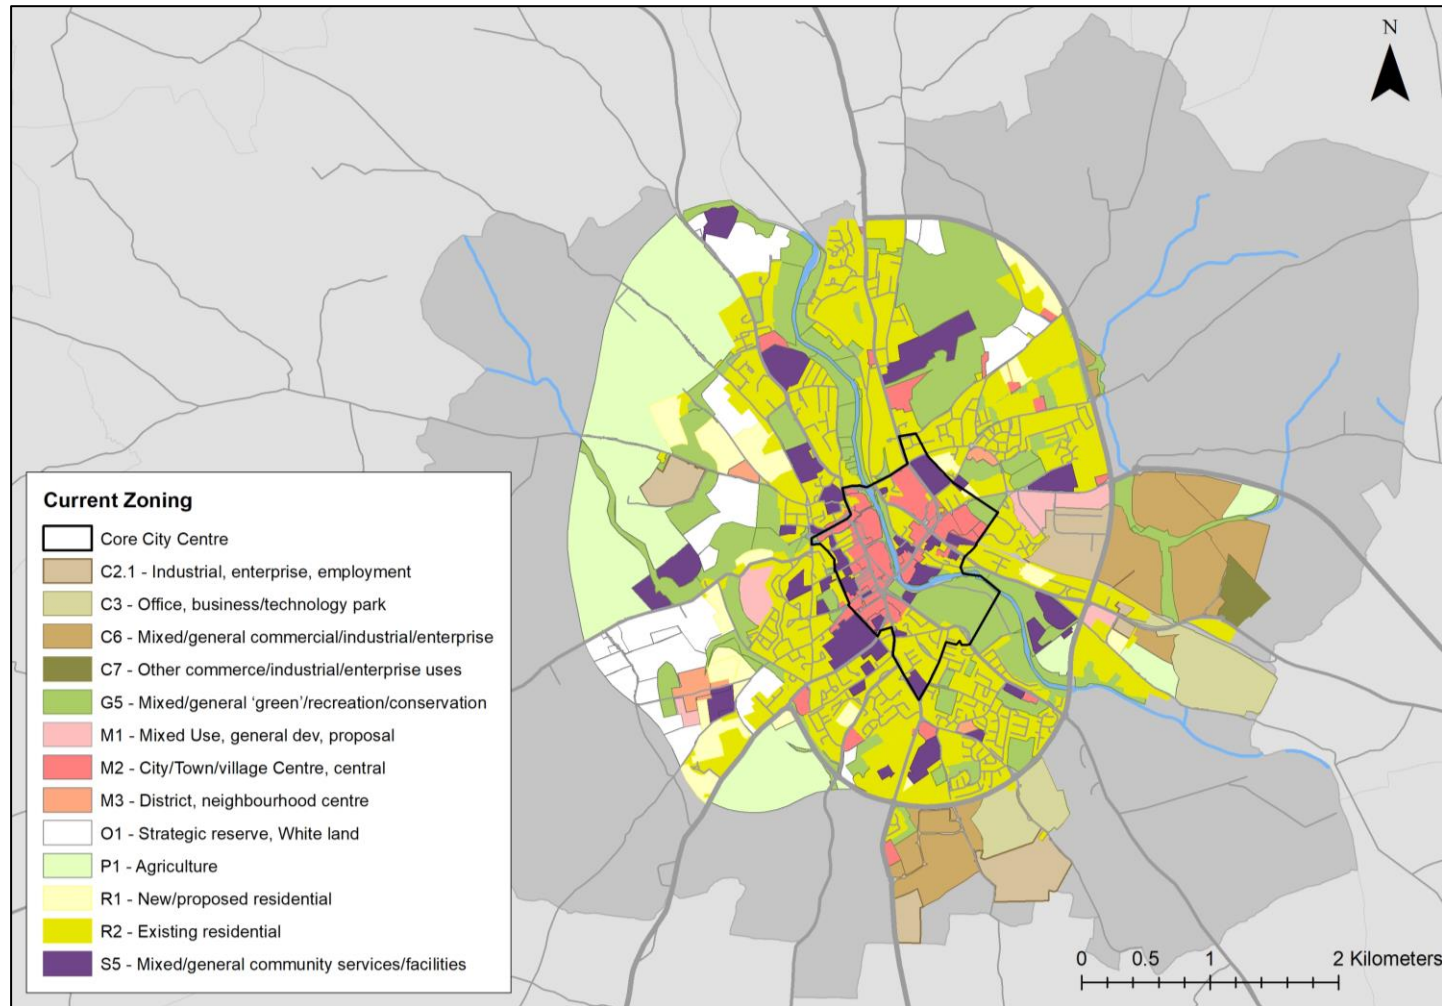 N
Current Zoning
Core City Centre
C2.1 - Industrial, enterprise, employment
C3 - Office, business/technology park
C6 - Mixed/general commercial/industrial/enterprise
C7 - Other commerce/industrial/enterprise uses
G5 - Mixed/general ‘green’/recreation/conservation
M1 - Mixed Use, general dev, proposal
M2 - City/Town/village Centre, central
M3 - District, neighbourhood centre
O1 - Strategic reserve, White land
P1 - Agriculture
R1 - New/proposed residential
R2 - Existing residential
S5 - Mixed/general community services/facilities
0 0.5 1 2 Kilometers